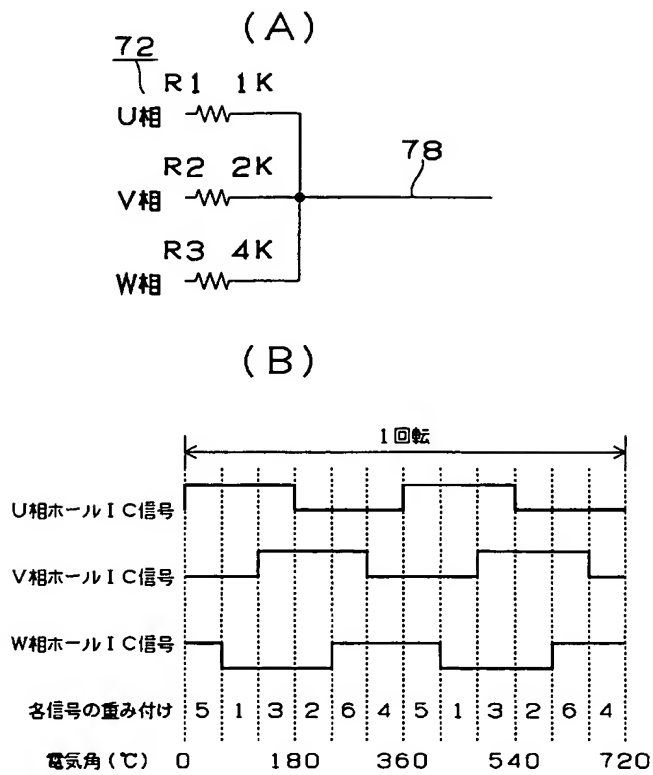 (A)
72
R1 1K
U相
78
R2 2K
V相
R3 4K
W相
(B)
1回転
U相ホールIC信号
V相ホールIC信号
W相ホールIC信号
各信号の重み付け 5 1 3 2 6 4 5 1 3 2 6 4
電気角(℃) 0 180 360 540 720